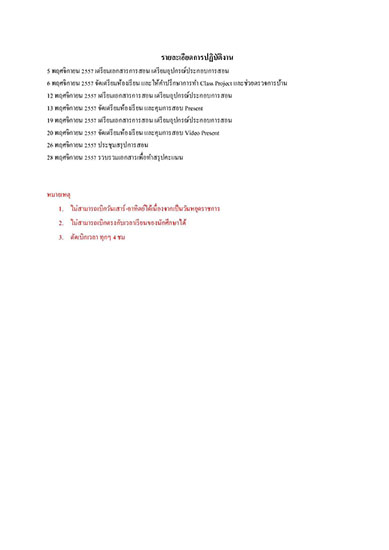 รายละเอียดการปฏิบัติงาน
5 พฤศจิกายน 2557 เตรียมเอกสารการสอน เตรียมอุปกรณ์ประกอบการสอน
6 พฤศจิกายน 2557 จัดเตรียมห้องเรียน และให้คำปรึกษาการทำ Class Project และช่วยตรวจการบ้าน
12 พฤศจิกายน 2557 เตรียมเอกสารการสอน เตรียมอุปกรณ์ประกอบการสอน
13 พฤศจิกายน 2557 จัดเตรียมห้องเรียน และคุมการสอบ Present
19 พฤศจิกายน 2557 เตรียมเอกสารการสอน เตรียมอุปกรณ์ประกอบการสอน
20 พฤศจิกายน 2557 จัดเตรียมห้องเรียน และคุมการสอบ Video Present
26 พฤศจิกายน 2557 ประชุมสรุปการสอน
28 พฤศจิกายน 2557 รวบรวมเอกสารเพื่อทำสรุปคะแนน
หมายเหตุ
1. ไม่สามารถเบิกวันเสาร์-อาทิตย์ได้เนื่องจากเป็นวันหยุดราชการ
2. ไม่สามารถเบิกตรงกับเวลาเรียนของนักศึกษาได้
3. ตัดเบิกเวลา ทุกๆ 4 ชม